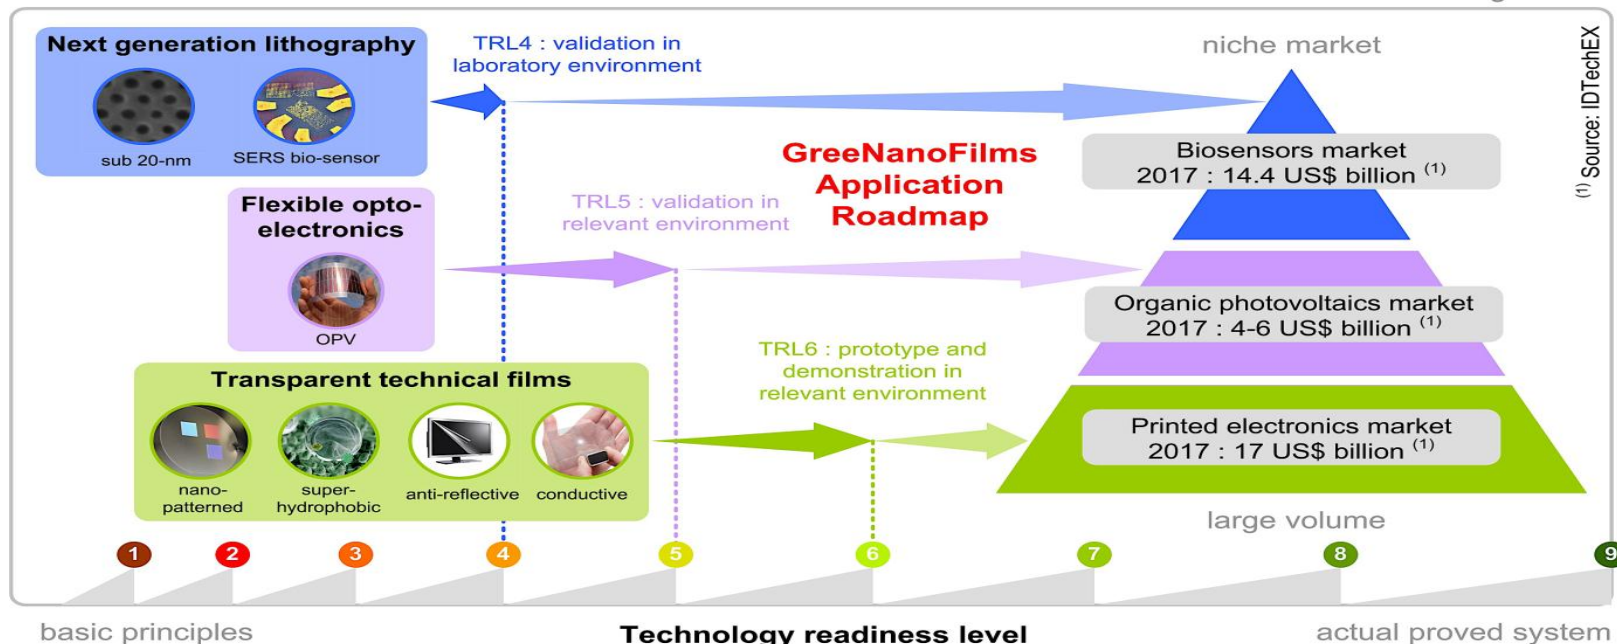 Next generation lithography
sub 20-nm
SERS bio-sensor
TRL4 : validation in
laboratory environment
niche market
(1) Source: IDTechEX
Biosensors market
2017 : 14.4 US$ billion (1)
GreeNanoFilms
Application
Roadmap
Flexible opto-
electronics
OPV
TRL5 : validation in
relevant environment
Organic photovoltaics market
2017 : 4-6 US$ billion (1)
Transparent technical films
nano-
patterned
super-
hydrophobic
anti-reflective
conductive
TRL6 : prototype and
demonstration in
relevant environment
Printed electronics market
2017 : 17 US$ billion (1)
large volume
1 2 3 4 5 6 7 8 9
basic principles
Technology readiness level
actual proved system